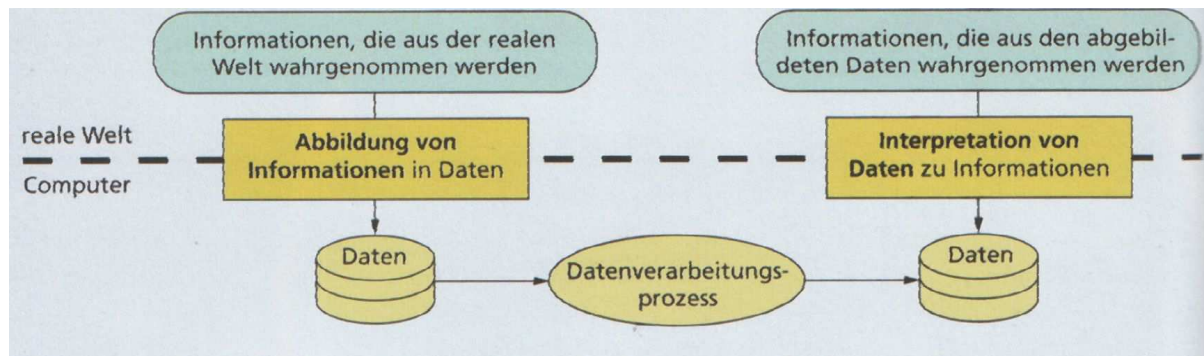 Informationen, die aus der realen
Welt wahrgenommen werden
Informationen, die aus den abgebil-
deten Daten wahrgenommen werden
reale Welt
Abbildung von
Informationen in Daten
Interpretation von
Daten zu Informationen
Computer
Daten
Datenverarbeitungs-
prozess
Daten